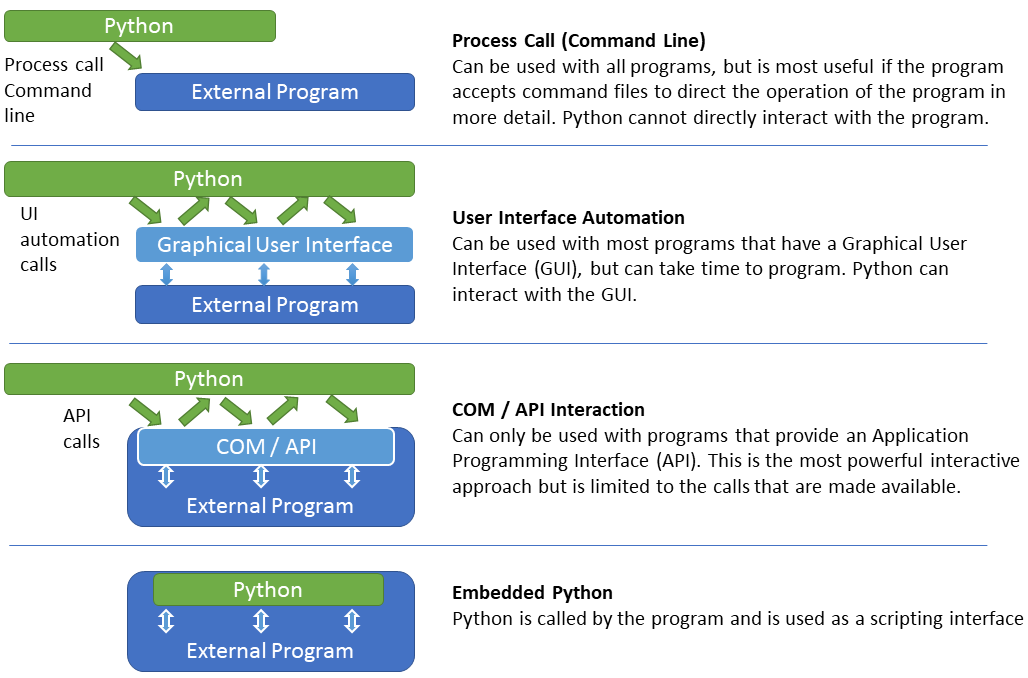 Python
Process call
Command
line
External Program
Process Call (Command Line)
Can be used with all programs, but is most useful if the program
accepts command files to direct the operation of the program in
more detail. Python cannot directly interact with the program.
Python
UI
automation
calls
Graphical User Interface
External Program
User Interface Automation
Can be used with most programs that have a Graphical User
Interface (GUI), but can take time to program. Python can
interact with the GUI.
Python
API
calls
COM / API
External Program
COM / API Interaction
Can only be used with programs that provide an Application
Programming Interface (API). This is the most powerful interactive
approach but is limited to the calls that are made available.
Python
External Program
Embedded Python
Python is called by the program and is used as a scripting interface